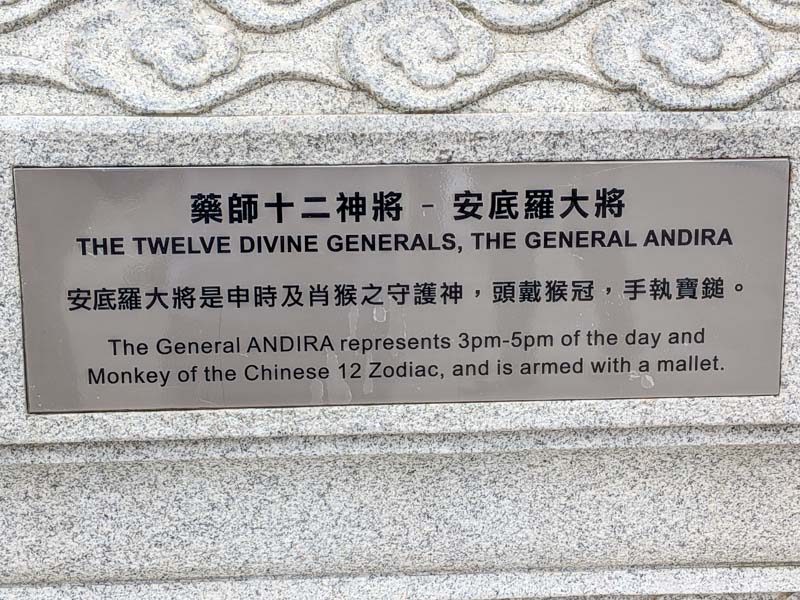 藥師十二神將 - 安底羅大將
THE TWELVE DIVINE GENERALS, THE GENERAL ANDIRA
安底羅大將是申時及肖猴之守護神，頭戴猴冠，手執寶鎚。
The General ANDIRA represents 3pm-5pm of the day and
Monkey of the Chinese 12 Zodiac, and is armed with a mallet.